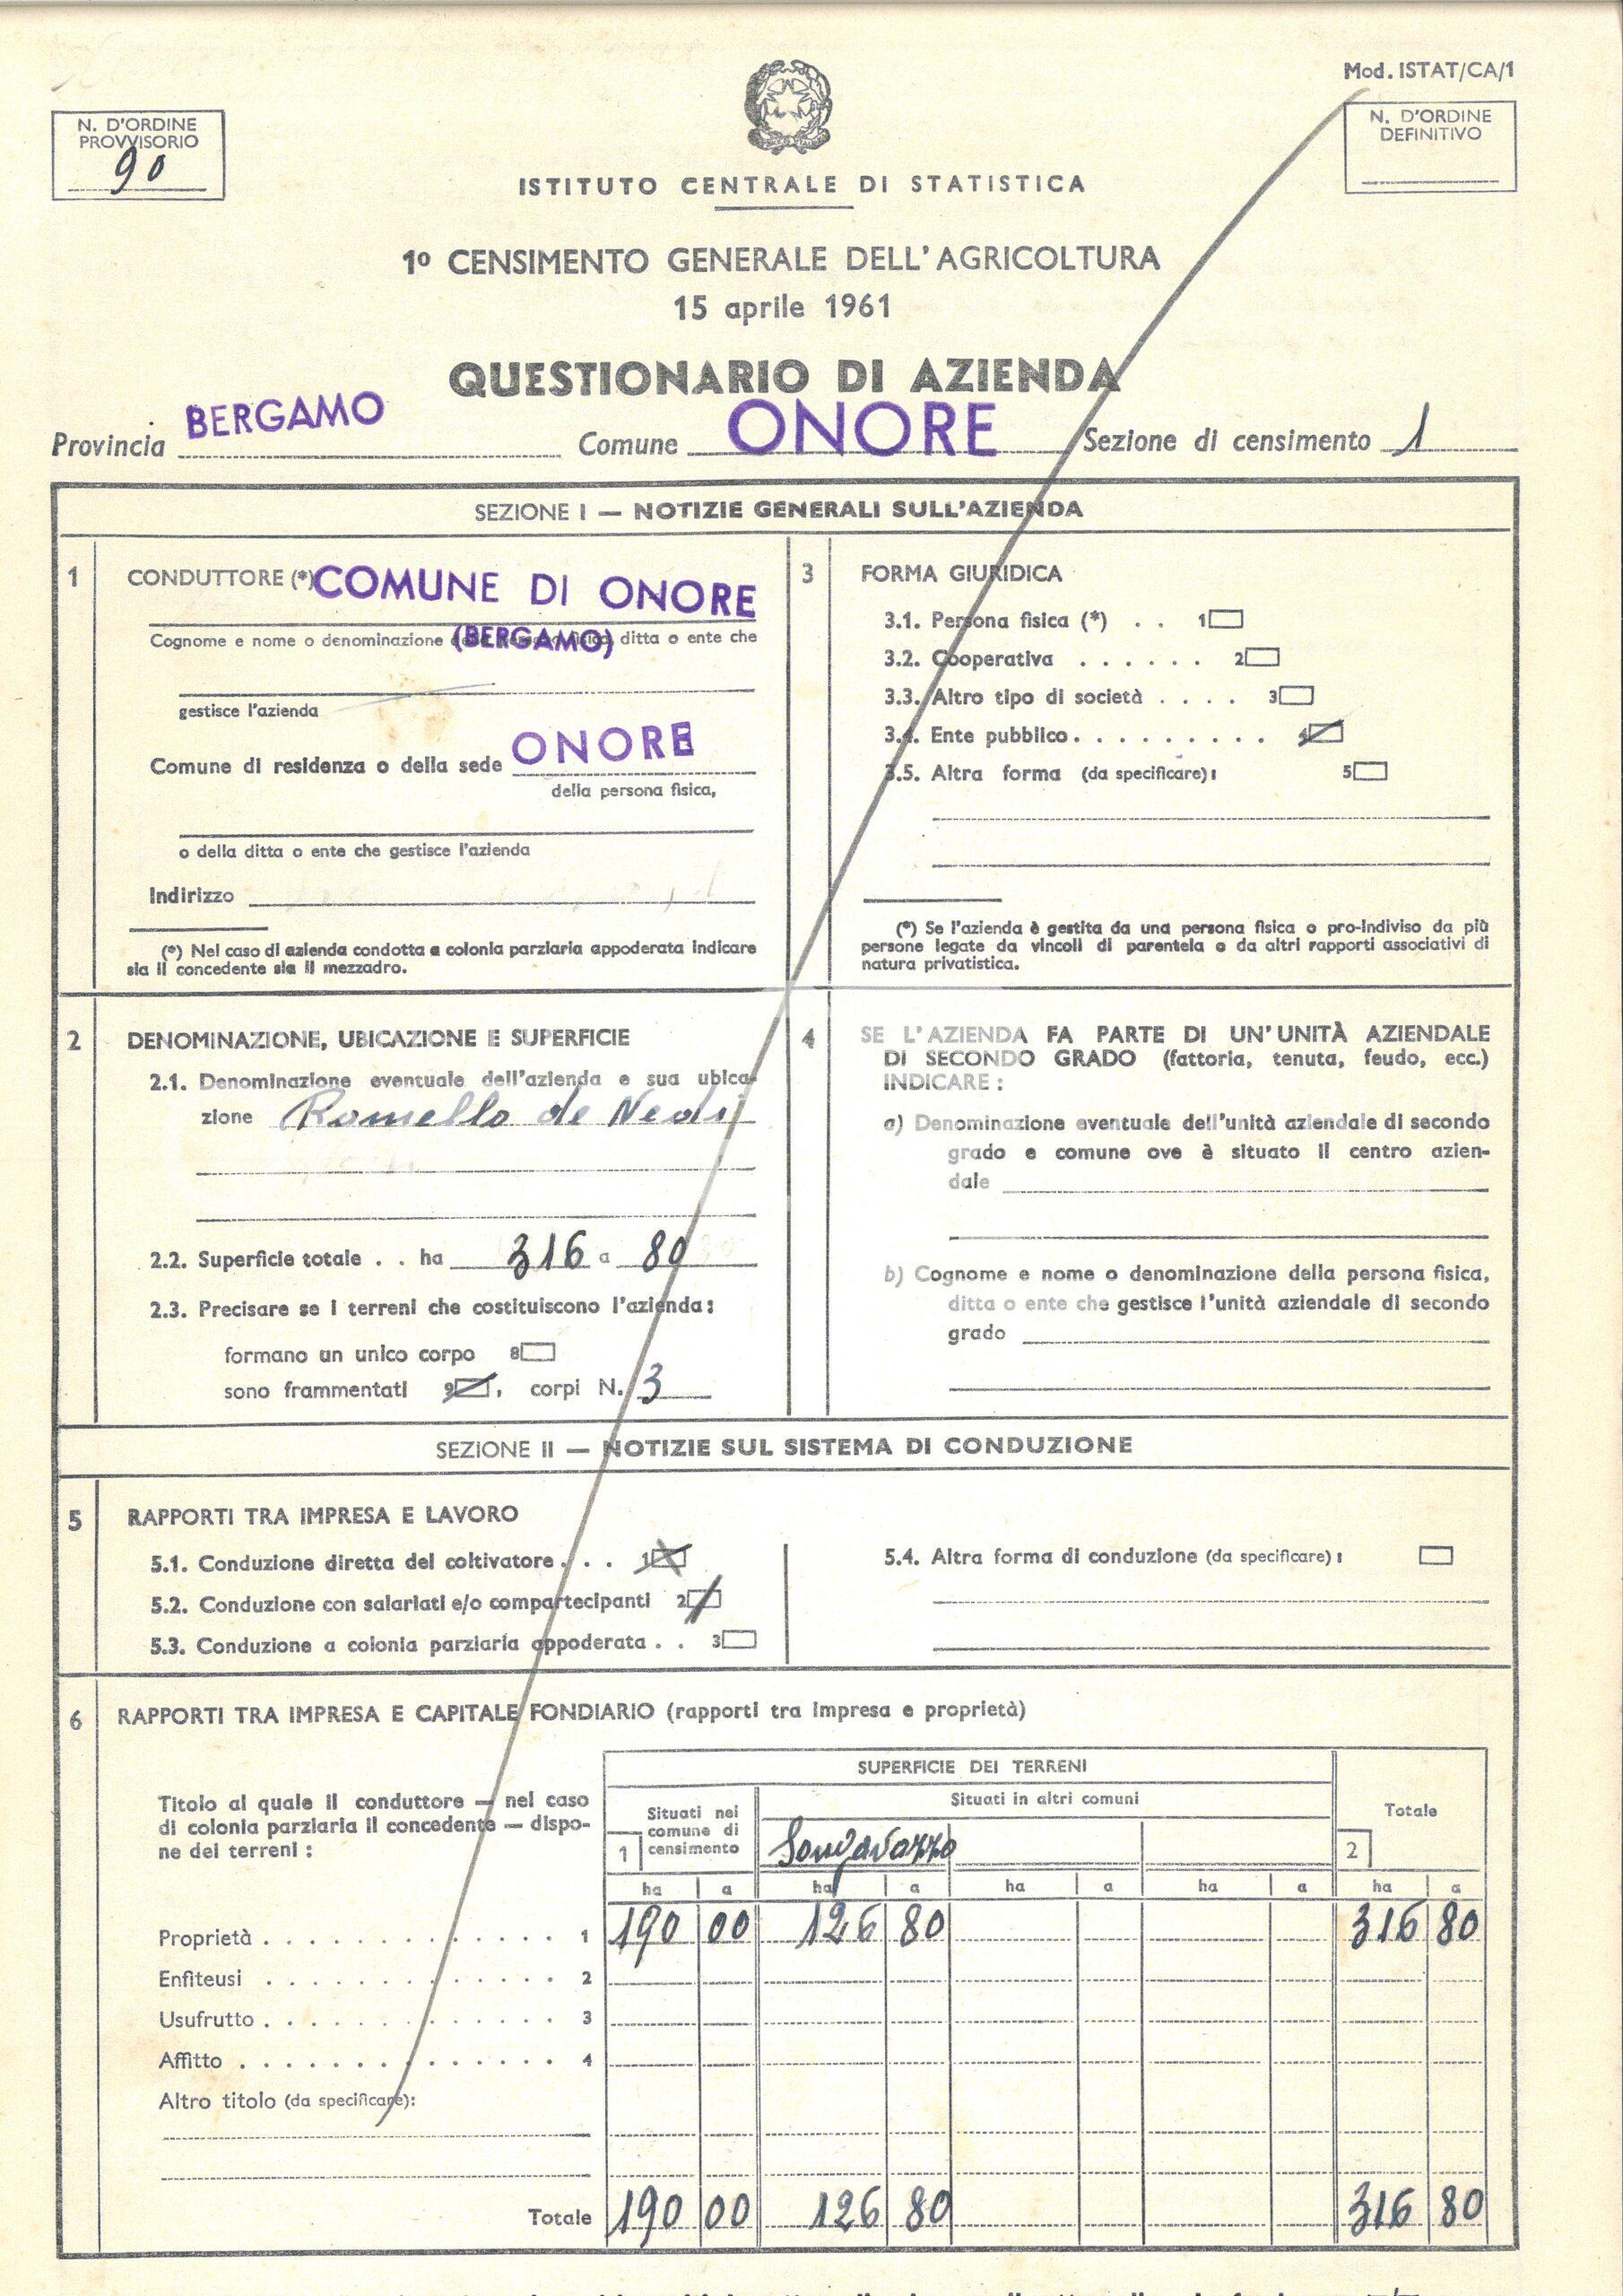 Mod. ISTAT/CA/1
N. D'ORDINE
PROVVISORIO
90
N. D'ORDINE
DEFINITIVO
ISTITUTO CENTRALE DI STATISTICA
1º CENSIMENTO GENERALE DELL'AGRICOLTURA
15 aprile 1961
QUESTIONARIO DI AZIENDA
Provincia BERGAMO Comune ONORE Sezione di censimento 1
SEZIONE I — NOTIZIE GENERALI SULL'AZIENDA
1 CONDUTTORE (*) COMUNE DI ONORE
(BERGAMO)
Cognome e nome o denominazione ditta o ente che
gestisce l'azienda
Comune di residenza o della sede ONORE
della persona fisica,
o della ditta o ente che gestisce l'azienda
Indirizzo
(*) Nel caso di azienda condotta a colonia parziaria appoderata indicare
sia il concedente sia il mezzadro.
3 FORMA GIURIDICA
3.1. Persona fisica (*) . . 1
3.2. Cooperativa . . . . . . 2
3.3. Altro tipo di società . . . . 3
3.4. Ente pubblico . . . . . . . . . 4
3.5. Altra forma (da specificare): 5
(*) Se l'azienda è gestita da una persona fisica o pro-indiviso da più
persone legate da vincoli di parentela o da altri rapporti associativi di
natura privatistica.
2 DENOMINAZIONE, UBICAZIONE E SUPERFICIE
2.1. Denominazione eventuale dell'azienda e sua ubica-
zione de
2.2. Superficie totale . . ha 316 a 80
2.3. Precisare se i terreni che costituiscono l'azienda:
formano un unico corpo 8
sono frammentati 9, corpi N. 3
4 SE L'AZIENDA FA PARTE DI UN'UNITÀ AZIENDALE
DI SECONDO GRADO (fattoria, tenuta, feudo, ecc.)
INDICARE:
a) Denominazione eventuale dell'unità aziendale di secondo
grado e comune ove è situato il centro azien-
dale
b) Cognome e nome o denominazione della persona fisica,
ditta o ente che gestisce l'unità aziendale di secondo
grado
SEZIONE II — NOTIZIE SUL SISTEMA DI CONDUZIONE
5 RAPPORTI TRA IMPRESA E LAVORO
5.1. Conduzione diretta del coltivatore . . . 1
5.2. Conduzione con salariati e/o compartecipanti 2
5.3. Conduzione a colonia parziaria appoderata . . 3
5.4. Altra forma di conduzione (da specificare):
6 RAPPORTI TRA IMPRESA E CAPITALE FONDIARIO (rapporti tra impresa e proprietà)
Titolo al quale il conduttore — nel caso
di colonia parziaria il concedente — dispo-
ne dei terreni:
SUPERFICIE DEI TERRENI
Situati nel
comune di
1 censimento
Situati in altri comuni
Songavazzo
Totale
2
ha a ha a ha a ha a ha a
Proprietà . . . . . . . . . . . . . 1 190 00 126 80 316 80
Enfiteusi . . . . . . . . . . . . . 2
Usufrutto . . . . . . . . . . . . . 3
Affitto . . . . . . . . . . . . . . 4
Altro titolo (da specificare):
Totale 190 00 126 80 316 80